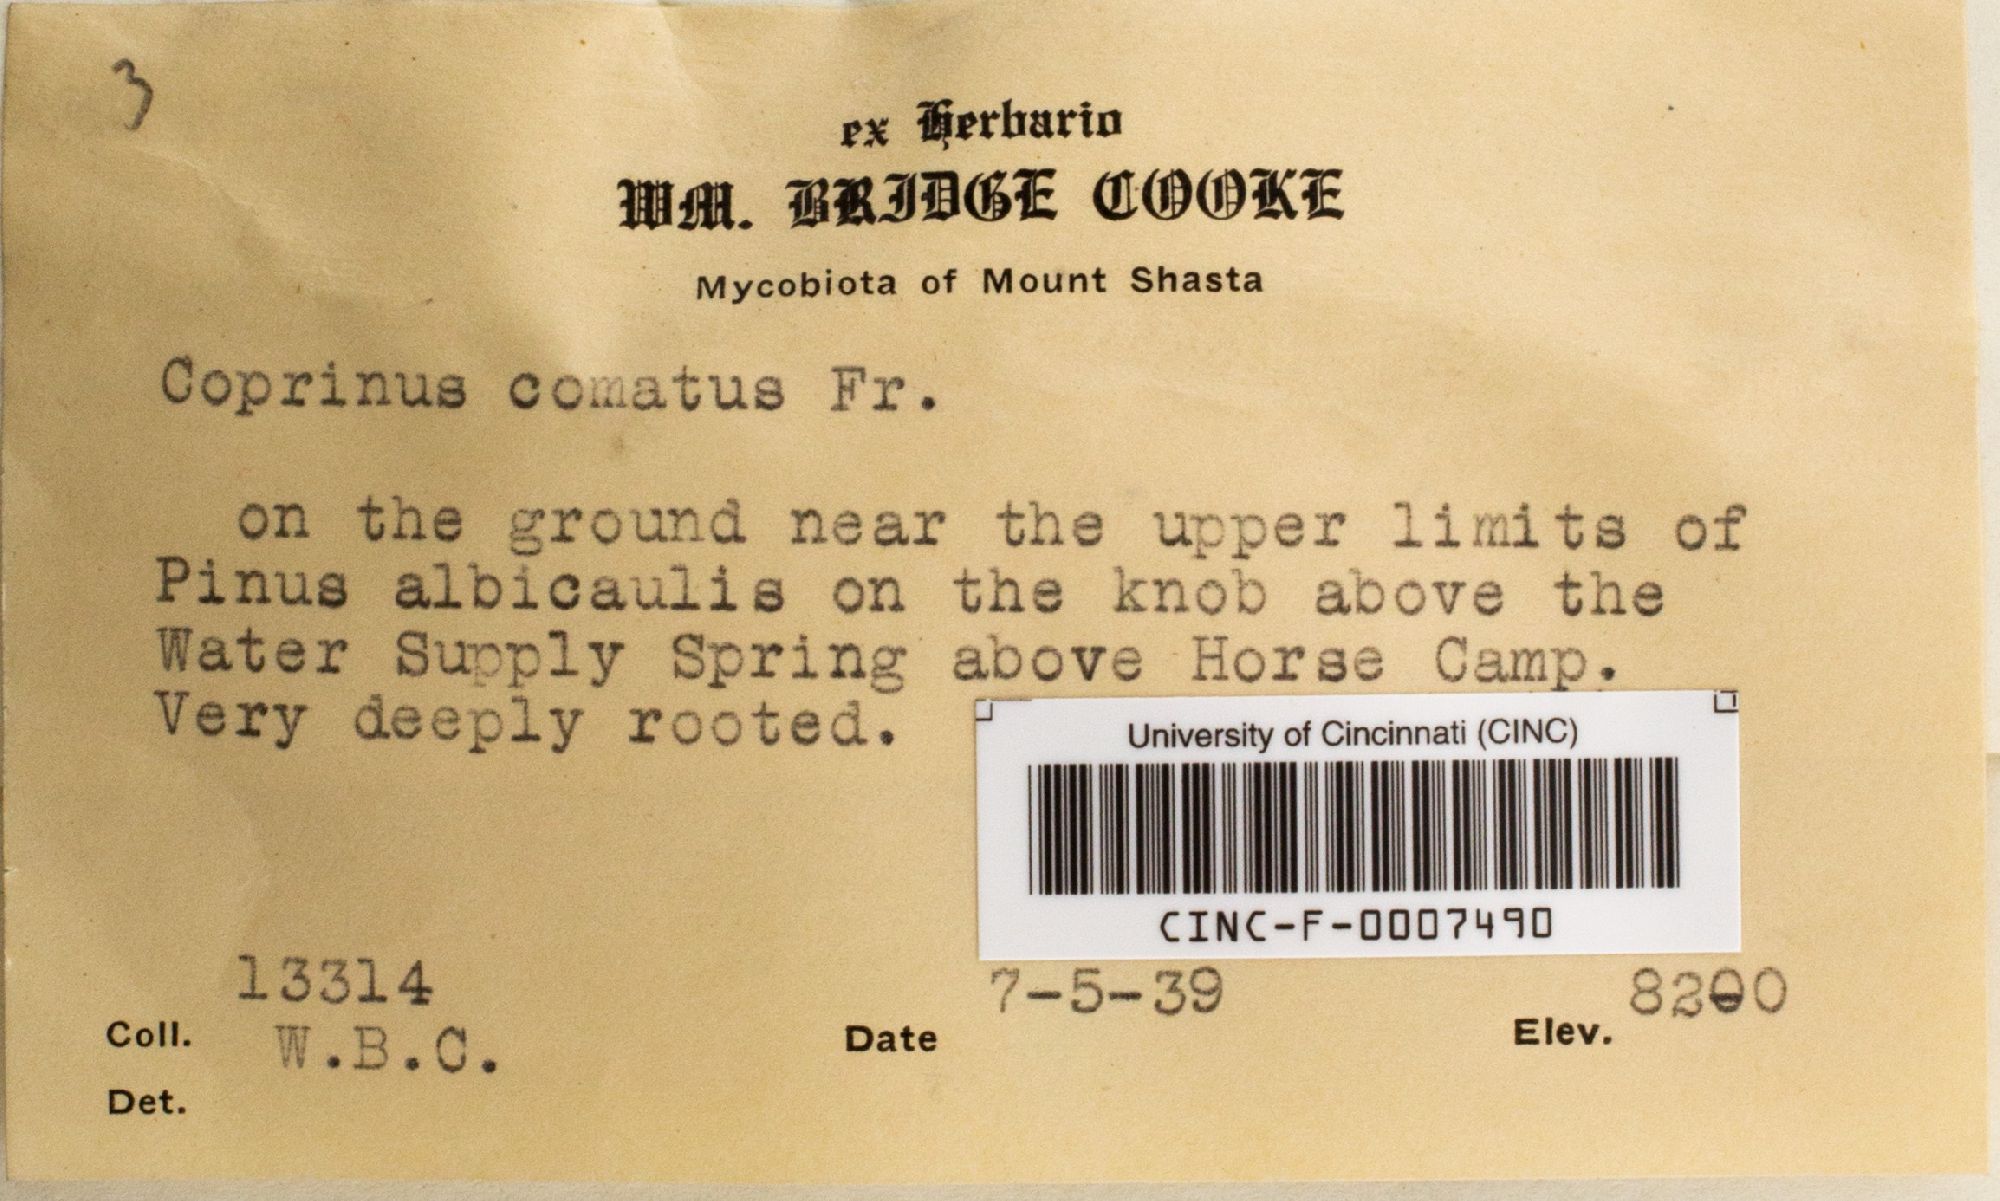 3
ex Herbario
WM. BRIDGE COOKE
Mycobiota of Mount Shasta
Coprinus comatus Fr.
on the ground near the upper limits of
Pinus albicaulis on the knob above the
Water Supply Spring above Horse Camp.
Very deeply rooted.
University of Cincinnati (CINC)
CINC-F-0007490
13314
7-5-39
8200
Coll. W.B.C.
Date
Elev.
Det.